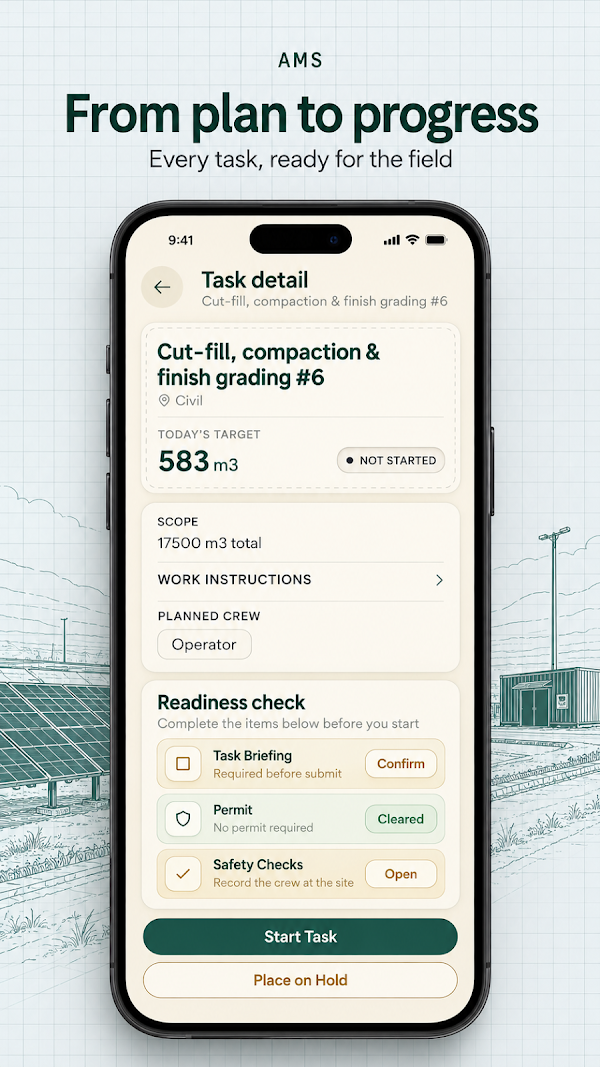 AMS
From plan to progress
Every task, ready for the field
9:41
Task detail
Cut-fill, compaction & finish grading #6
Cut-fill, compaction &
finish grading #6
Civil
TODAY'S TARGET
583 m3
NOT STARTED
SCOPE
17500 m3 total
WORK INSTRUCTIONS
PLANNED CREW
Operator
Readiness check
Complete the items below before you start
Task Briefing
Required before submit
Confirm
Permit
No permit required
Cleared
Safety Checks
Record the crew at the site
Open
Start Task
Place on Hold